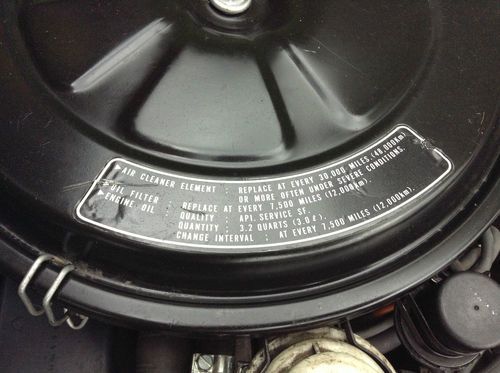 AIR CLEANER ELEMENT : REPLACE AT EVERY 30,000 MILES.(48,000Km)
OR MORE OFTEN UNDER SEVERE CONDITIONS.
OIL FILTER : REPLACE AT EVERY 7,500 MILES (12,000km).
ENGINE OIL : QUALITY : API. SERVICE SF.
QUANTITY : 3.2 QUARTS (3.0ℓ).
CHANGE INTERVAL : AT EVERY 7,500 MILES (12,000km).